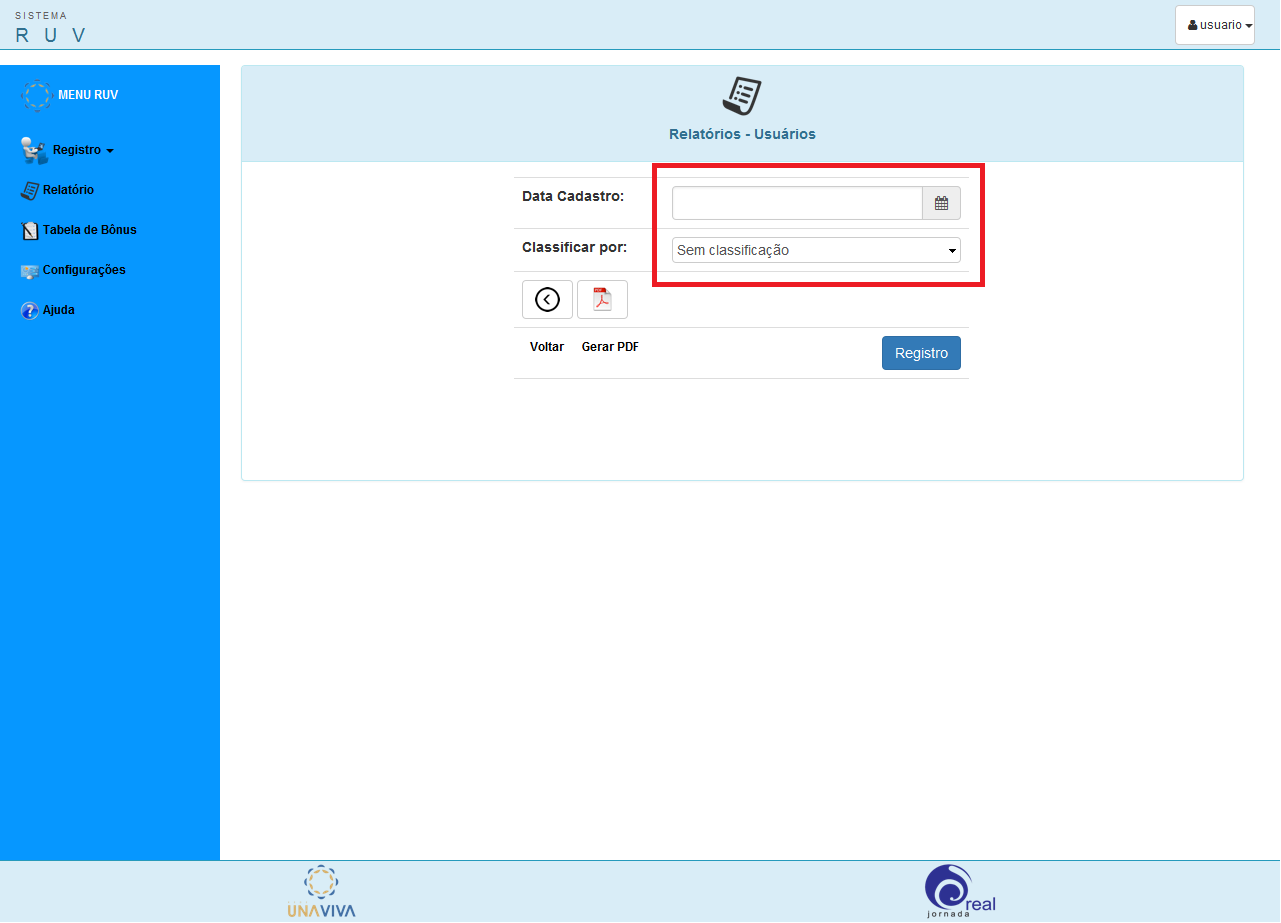 SISTEMA
R U V
usuario
MENU RUV
Registro
Relatório
Tabela de Bônus
Configurações
Ajuda
Relatórios - Usuários
Data Cadastro:
Classificar por:
Sem classificação
PDF
Voltar
Gerar PDF
Registro
UNAVIVA
real
jornada